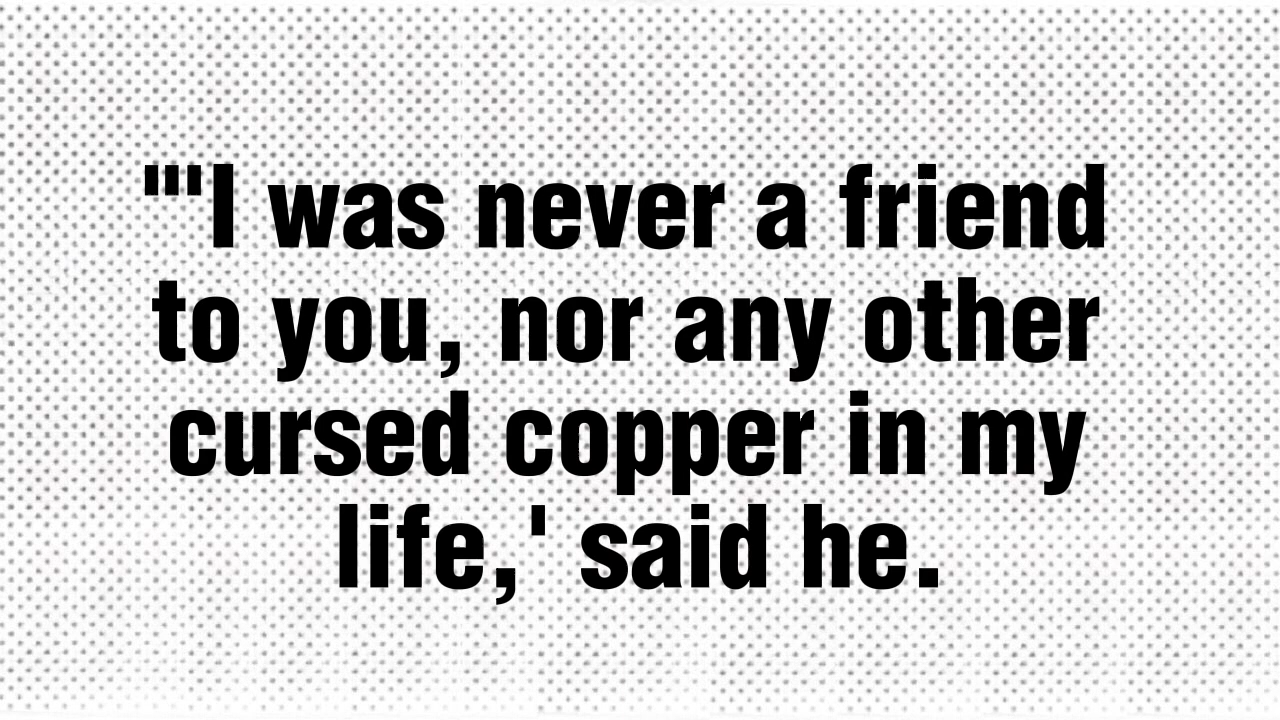 "'I was never a friend
to you, nor any other
cursed copper in my
life,' said he.